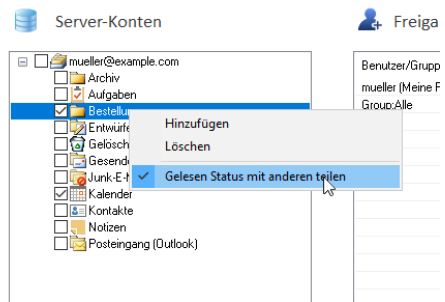 Server-Konten
Freiga
mueller@example.com
Archiv
Aufgaben
Bestellu
Entwürfe
Gelösch
Gesende
Junk-E-M
Kalender
Kontakte
Notizen
Posteingang (Outlook)
Hinzufügen
Löschen
Gelesen Status mit anderen teilen
Benutzer/Grupp
mueller (Meine F
Group:Alle